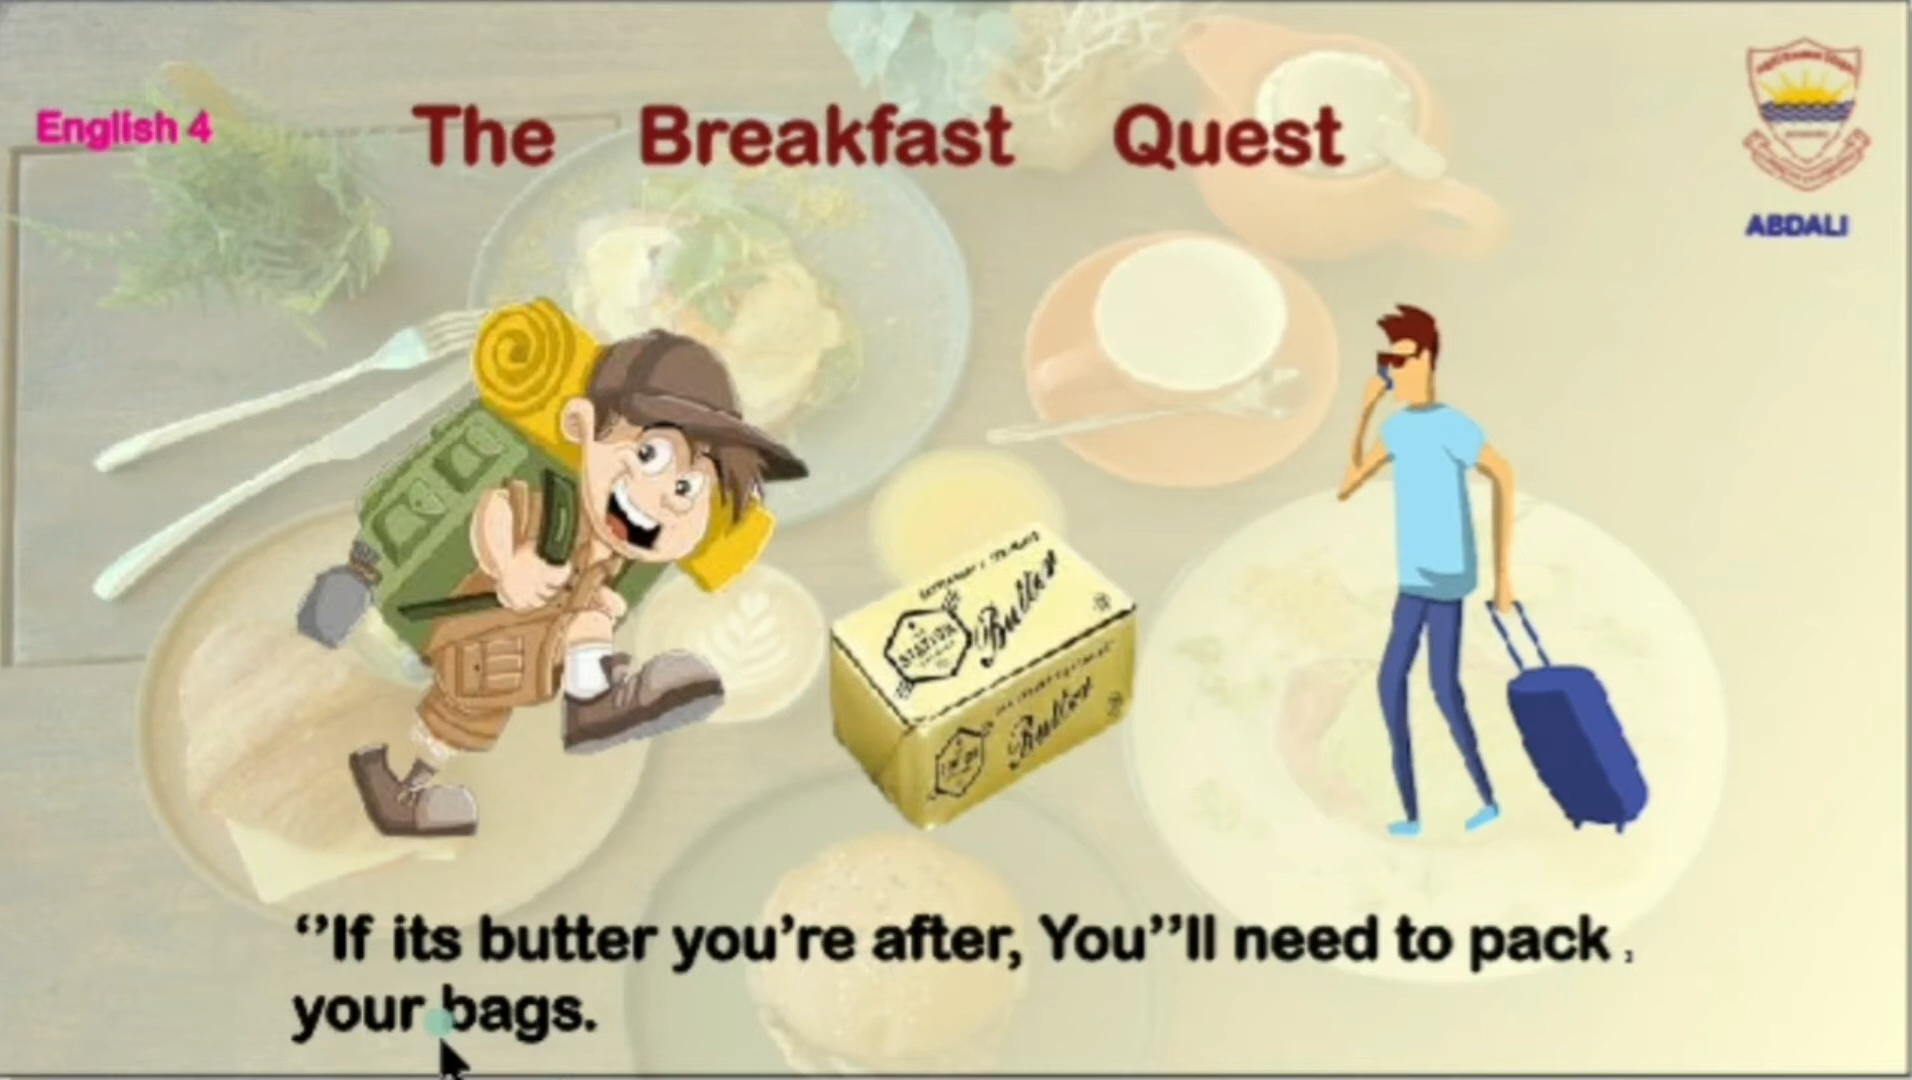 English 4
The Breakfast Quest
ABDALI
STATION
Butter
Butter
‘’If its butter you’re after, You’’ll need to pack ,
your bags.